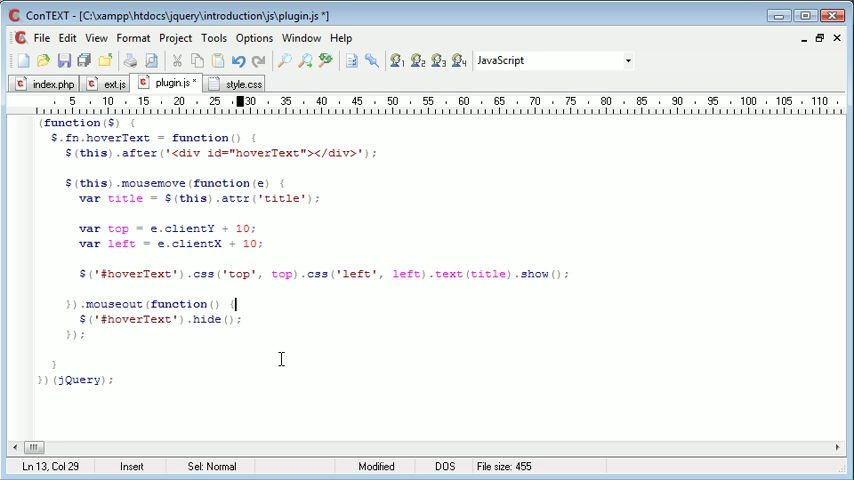 ConTEXT - [C:\xampp\htdocs\jquery\introduction\js\plugin.js *]
File Edit View Format Project Tools Options Window Help
1 2 3 4 JavaScript
index.php ext.js plugin.js * style.css
5 10 15 20 25 30 35 40 45 50 55 60 65 70 75 80 85 90 95 100 105 110
(function($) {
$.fn.hoverText = function() {
$(this).after('<div id="hoverText"></div>');
$(this).mousemove(function(e) {
var title = $(this).attr('title');
var top = e.clientY + 10;
var left = e.clientX + 10;
$('#hoverText').css('top', top).css('left', left).text(title).show();
}).mouseout(function() {
$('#hoverText').hide();
});
}
})(jQuery);
Ln 13, Col 29 Insert Sel: Normal Modified DOS File size: 455